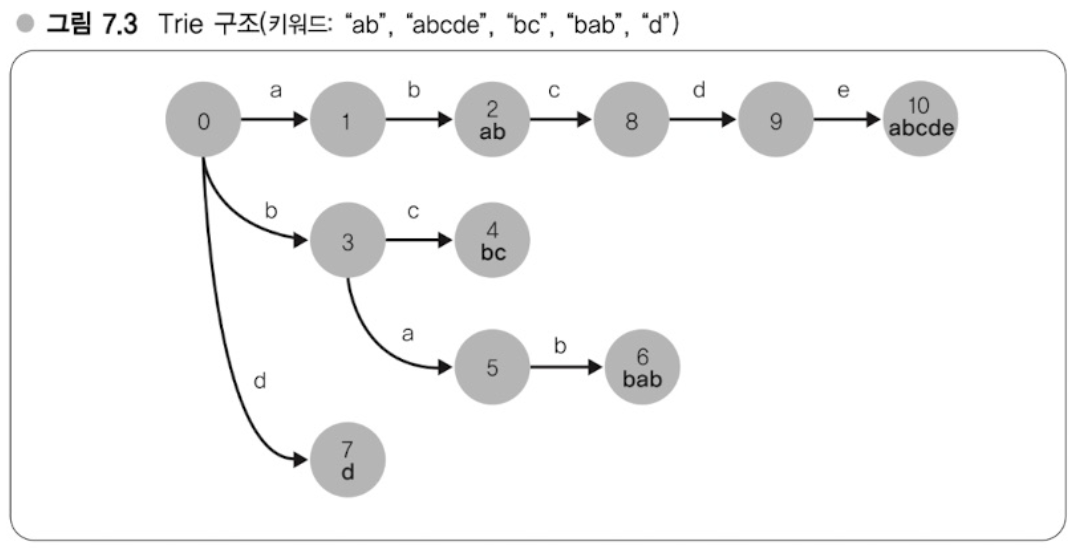 그림 7.3 Trie 구조(키워드: “ab”, “abcde”, “bc”, “bab”, “d”)
a b c d e
0 1 2 8 9 10
ab abcde
b c
3 4
bc
a b
5 6
bab
d
7
d